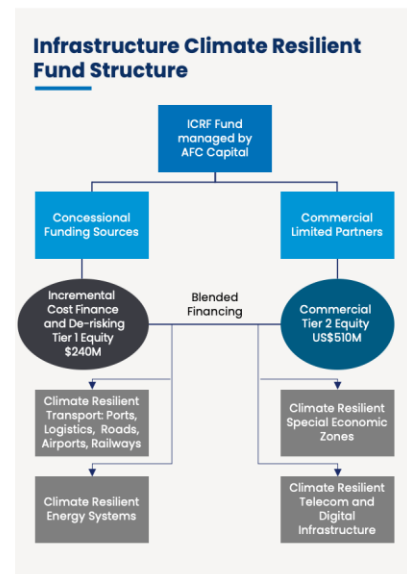 Infrastructure Climate Resilient
Fund Structure
ICRF Fund
managed by
AFC Capital
Concessional
Funding Sources
Commercial
Limited Partners
Incremental
Cost Finance
and De-risking
Tier 1 Equity
$240M
Blended
Financing
Commercial
Tier 2 Equity
US$510M
Climate Resilient
Transport: Ports,
Logistics, Roads,
Airports, Railways
Climate Resilient
Special Economic
Zones
Climate Resilient
Energy Systems
Climate Resilient
Telecom and
Digital
Infrastructure